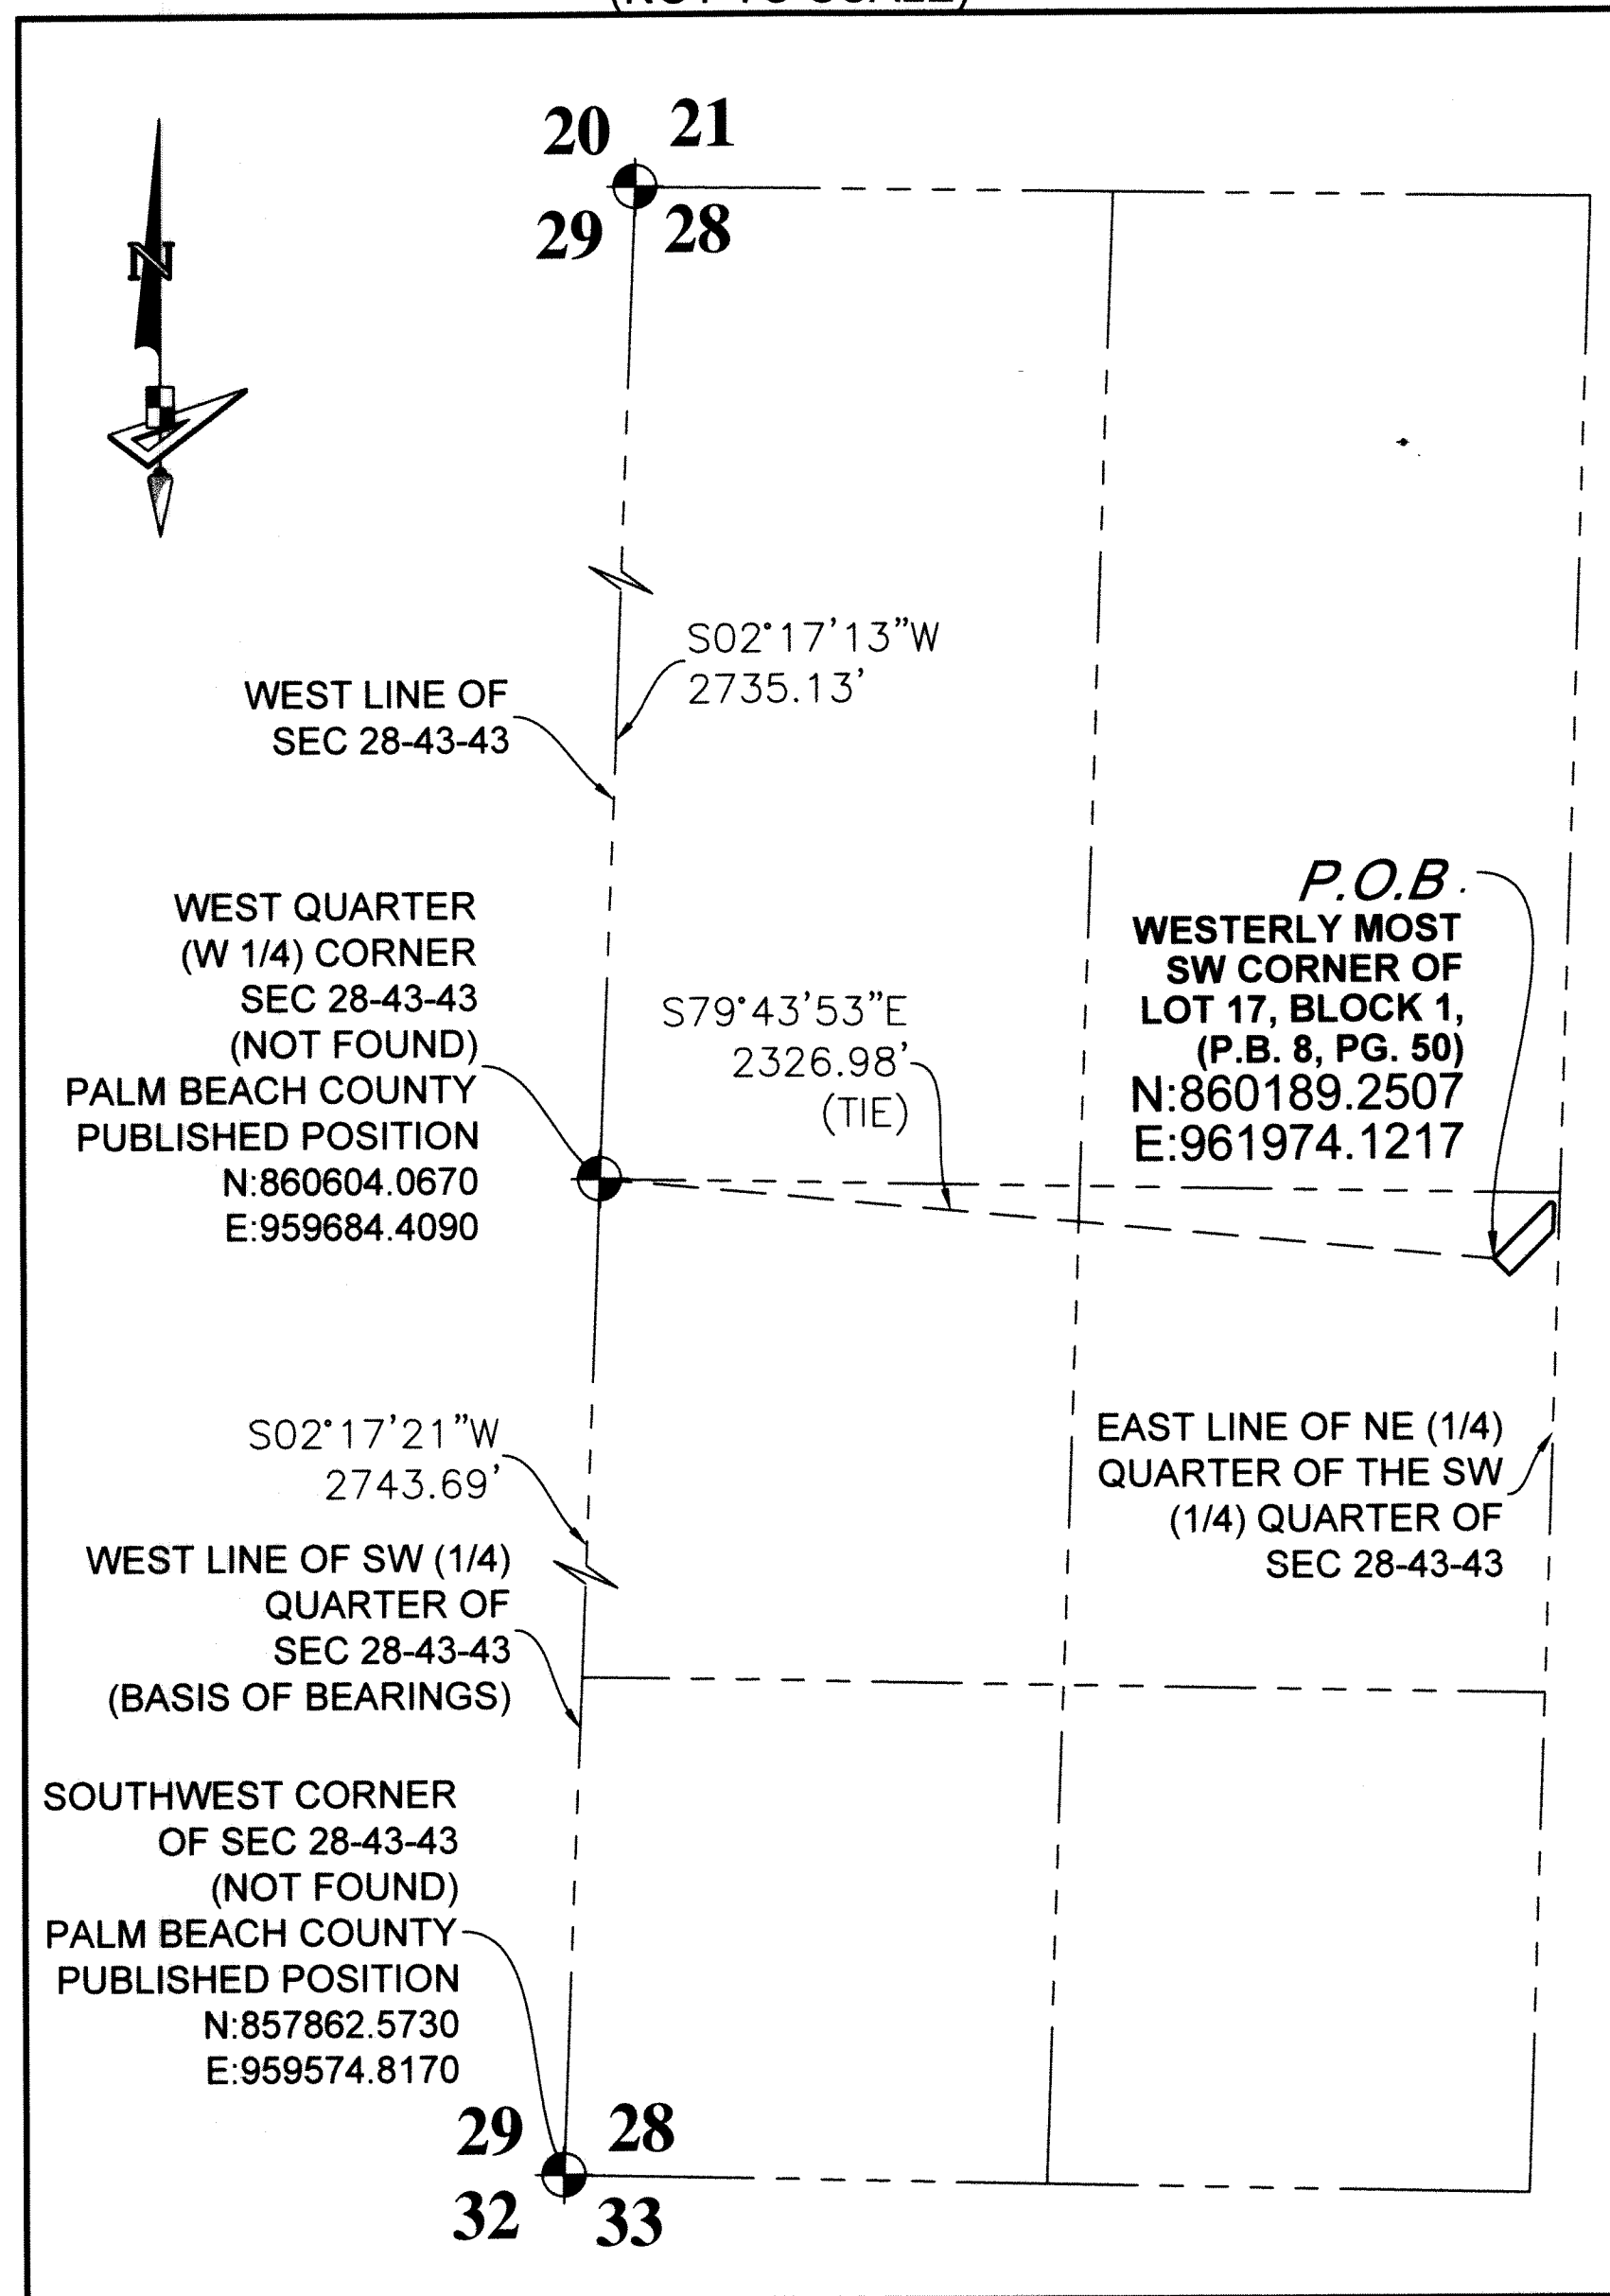 (NOT TO SCALE)
20 21
29 28
N
S02°17'13"W
2735.13'
WEST LINE OF
SEC 28-43-43
WEST QUARTER
(W 1/4) CORNER
SEC 28-43-43
(NOT FOUND)
PALM BEACH COUNTY
PUBLISHED POSITION
N:860604.0670
E:959684.4090
S79°43'53"E
2326.98'
(TIE)
P.O.B.
WESTERLY MOST
SW CORNER OF
LOT 17, BLOCK 1,
(P.B. 8, PG. 50)
N:860189.2507
E:961974.1217
S02°17'21"W
2743.69'
WEST LINE OF SW (1/4)
QUARTER OF
SEC 28-43-43
(BASIS OF BEARINGS)
EAST LINE OF NE (1/4)
QUARTER OF THE SW
(1/4) QUARTER OF
SEC 28-43-43
SOUTHWEST CORNER
OF SEC 28-43-43
(NOT FOUND)
PALM BEACH COUNTY
PUBLISHED POSITION
N:857862.5730
E:959574.8170
29 28
32 33